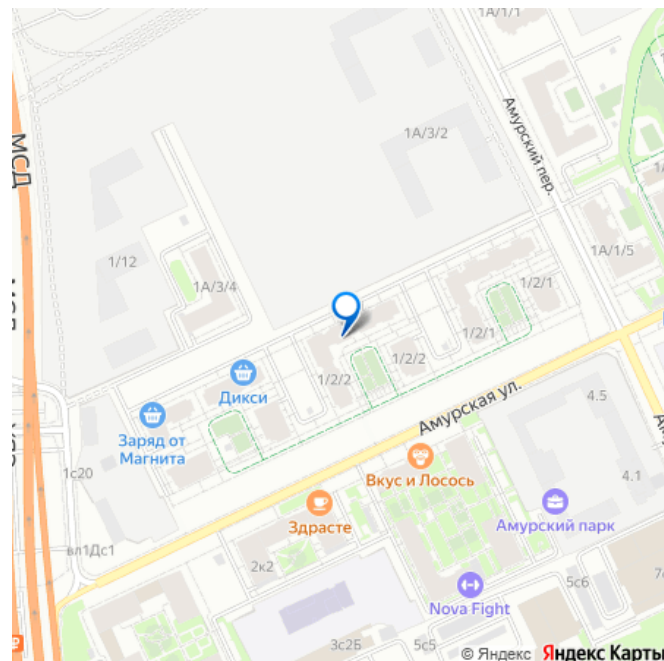 1А/1/1
МСД
Амурский пер.
1А/3/2
1/12
1А/3/4
1А/1/5
1/2/1
1/2/1
1/2/2
1/2/2
Дикси
Заряд от
Магнита
Амурская ул.
4.5
1с20
Вкус и Лосось
4.1
Здрасте
Амурский парк
вл1Дс1
2к2
5с6
Nova Fight
3с2Б
5с5
© Яндекс Яндекс Карты